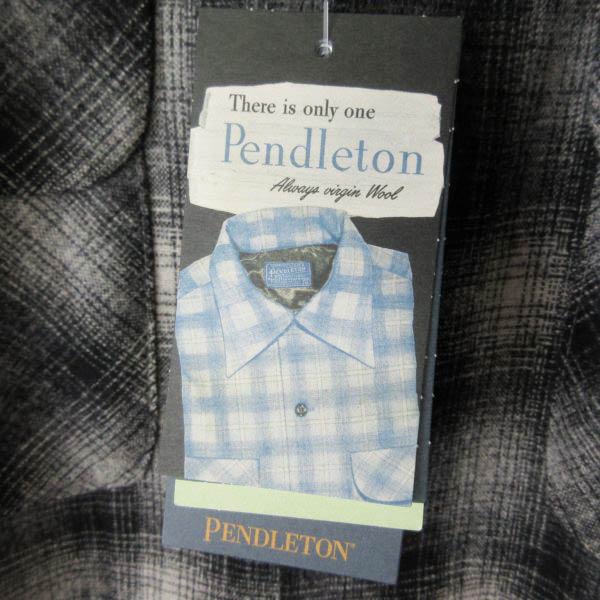 There is only one
Pendleton
Always virgin Wool
PENDLETON
PENDLETON